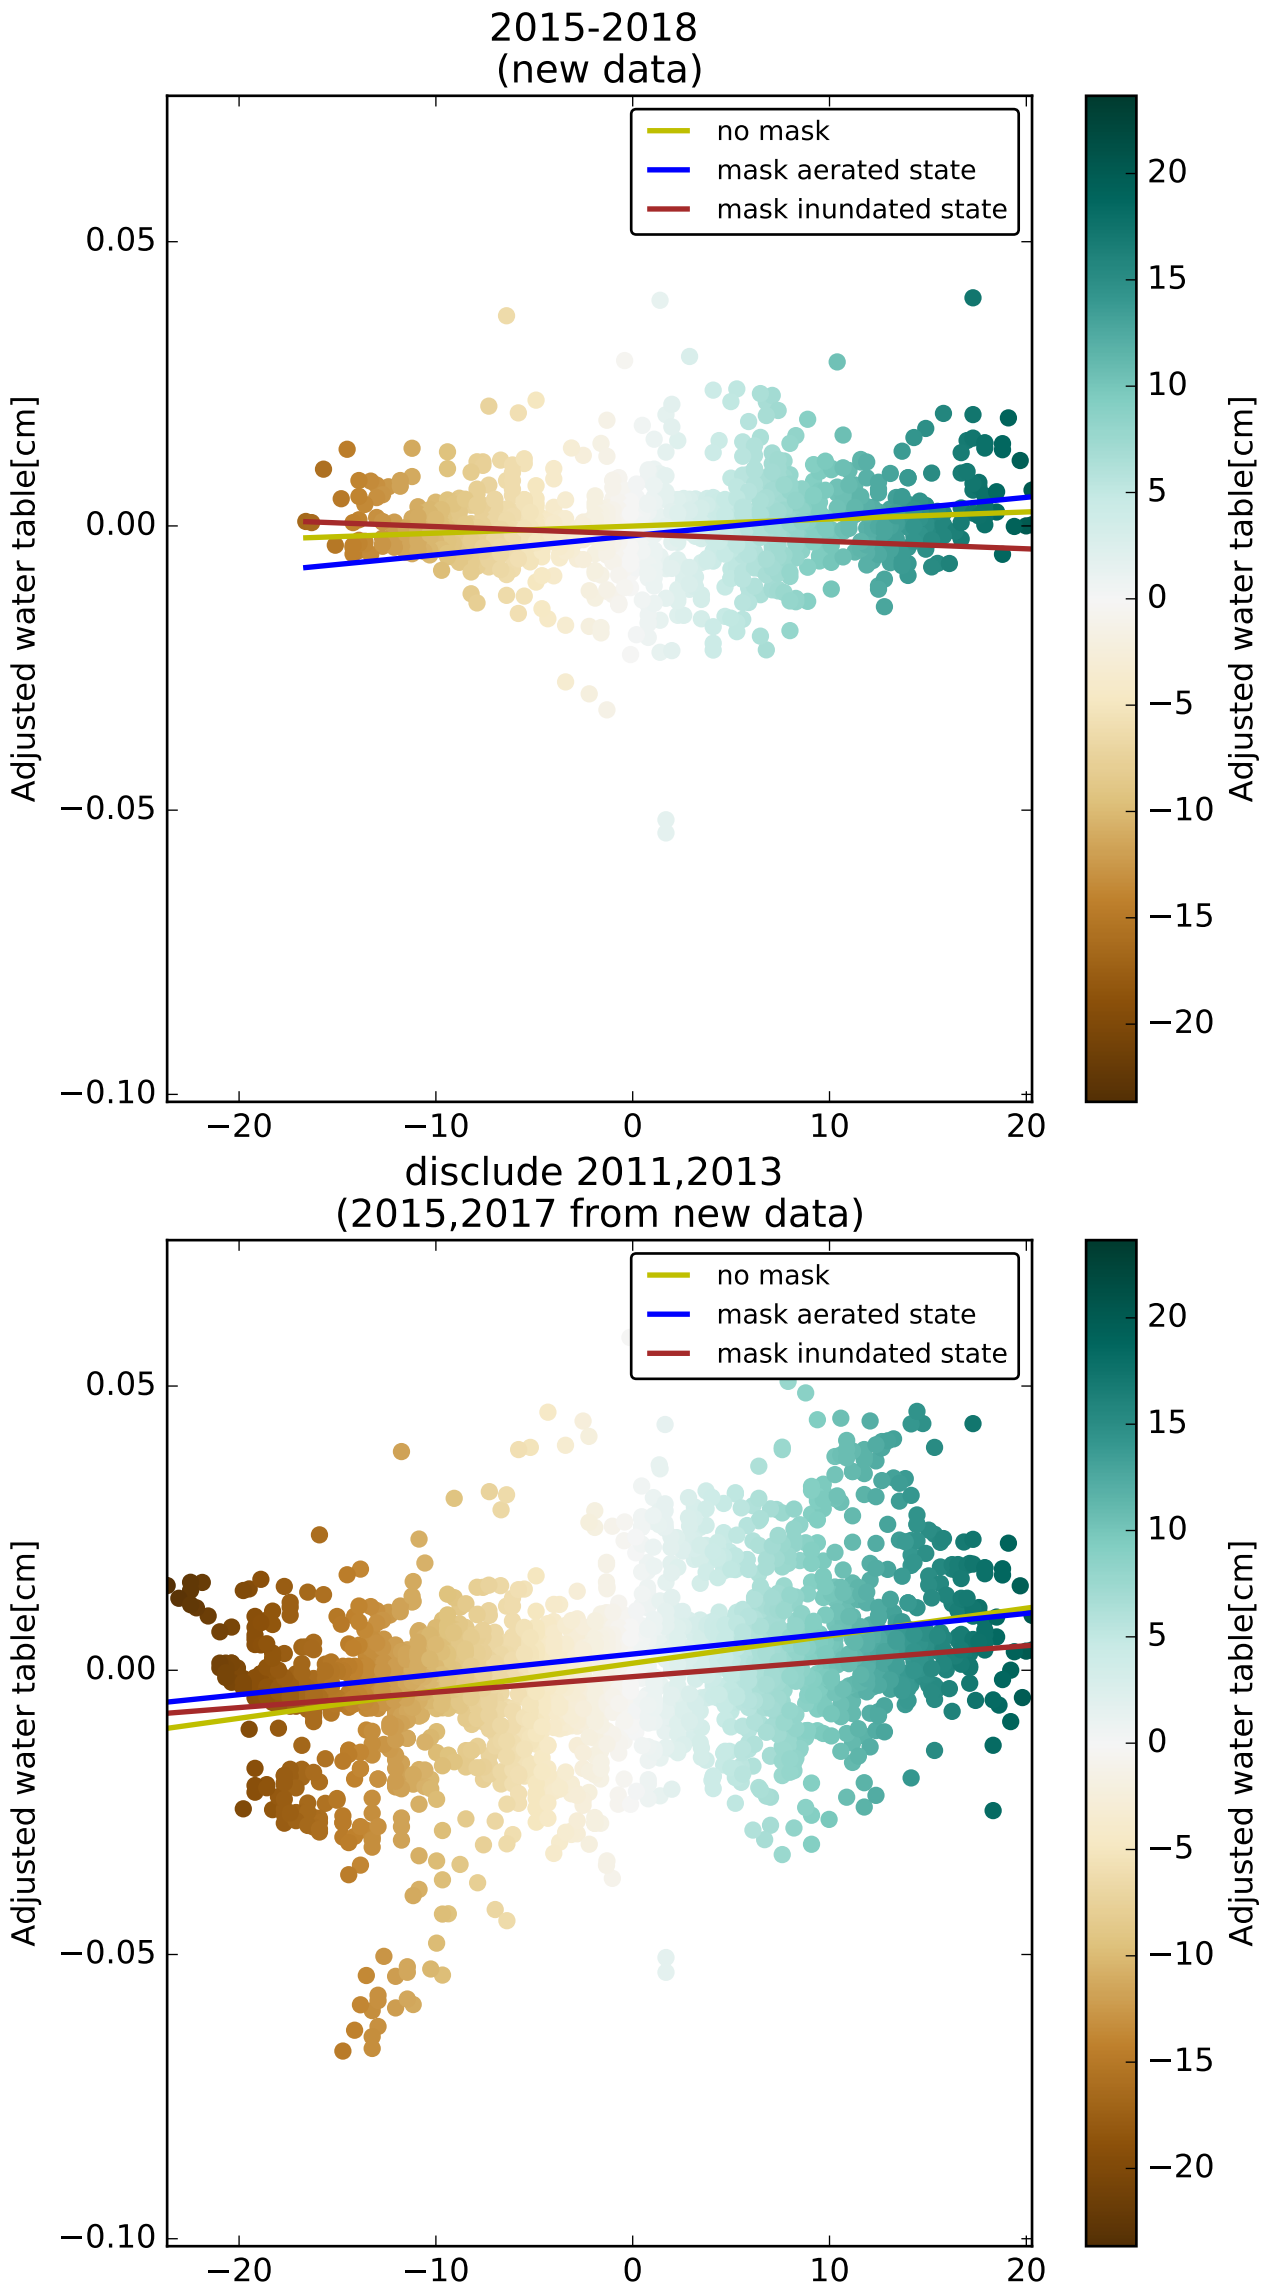 2015-2018
(new data)
no mask
mask aerated state
mask inundated state
0.05
0.00
−0.05
−0.10
−20
−10
0
10
20
Adjusted water table[cm]
20
15
10
5
0
−5
−10
−15
−20
Adjusted water table[cm]
disclude 2011,2013
(2015,2017 from new data)
no mask
mask aerated state
mask inundated state
0.05
0.00
−0.05
−0.10
−20
−10
0
10
20
Adjusted water table[cm]
20
15
10
5
0
−5
−10
−15
−20
Adjusted water table[cm]